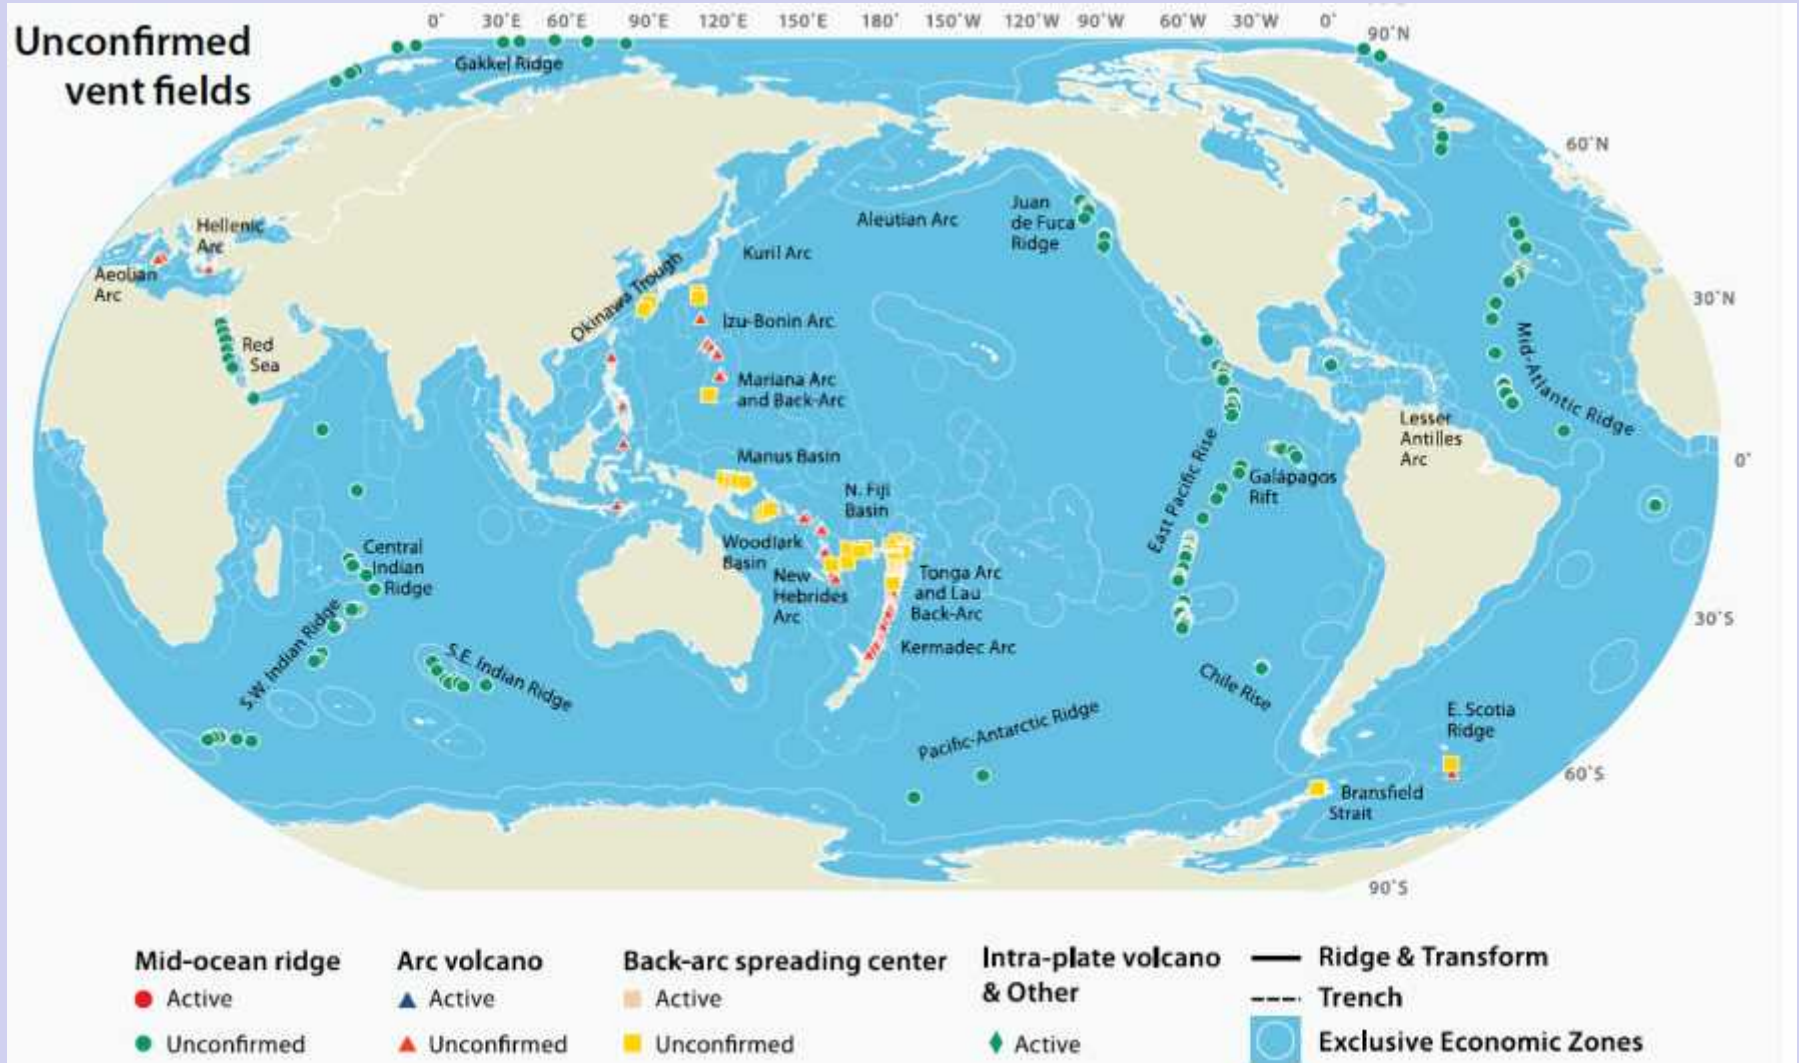 Unconfirmed
vent fields
0° 30°E 60°E 90°E 120°E 150°E 180° 150°W 120°W 90°W 60°W 30°W 0°
90°N
60°N
30°N
0°
30°S
60°S
90°S
Gakkel Ridge
Hellenic
Arc
Aeolian
Arc
Red
Sea
Okinawa Trough
Kuril Arc
Aleutian Arc
Juan
de Fuca
Ridge
Izu-Bonin Arc
Mariana Arc
and Back-Arc
Manus Basin
N. Fiji
Basin
Woodlark
Basin
New
Hebrides
Arc
Tonga Arc
and Lau
Back-Arc
Kermadec Arc
Central
Indian
Ridge
S.W. Indian Ridge
S.E. Indian Ridge
Pacific-Antarctic Ridge
East Pacific Rise
Galápagos
Rift
Chile Rise
Lesser
Antilles
Arc
Mid-Atlantic Ridge
E. Scotia
Ridge
Bransfield
Strait
Mid-ocean ridge
Active
Unconfirmed
Arc volcano
Active
Unconfirmed
Back-arc spreading center
Active
Unconfirmed
Intra-plate volcano
& Other
Active
Ridge & Transform
Trench
Exclusive Economic Zones